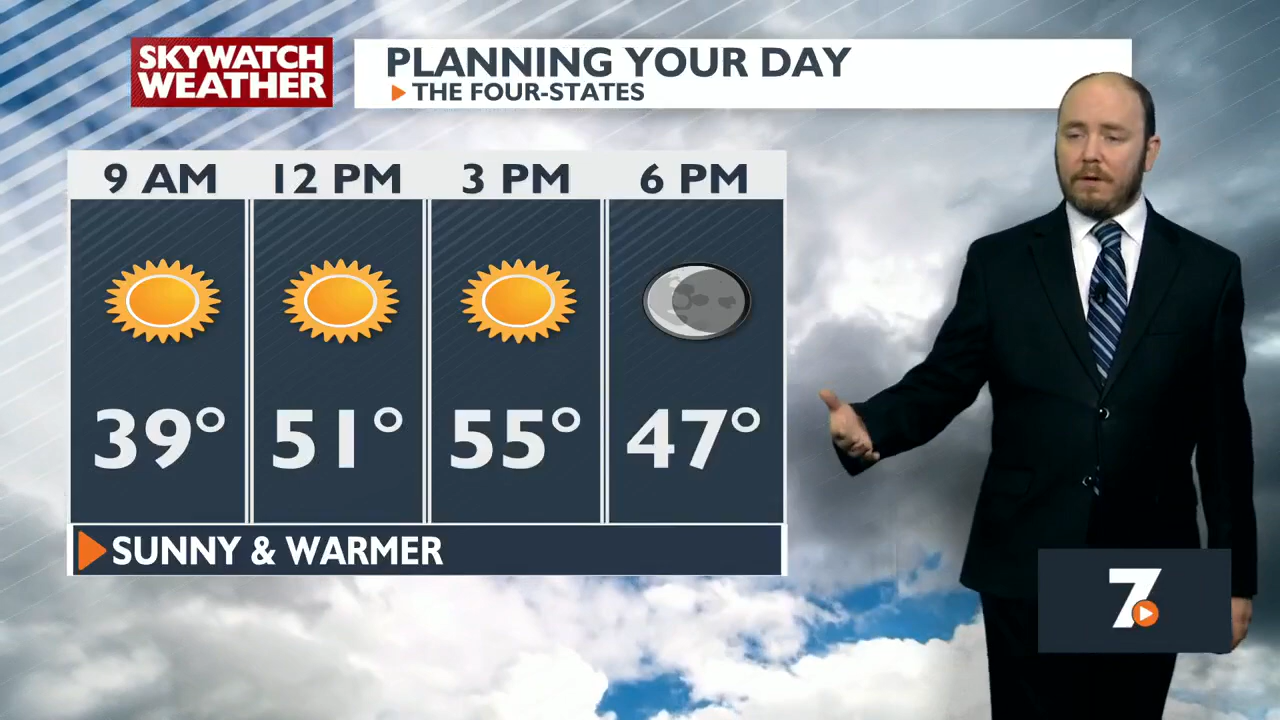 SKYWATCH
WEATHER
PLANNING YOUR DAY
THE FOUR-STATES
9 AM 12 PM 3 PM 6 PM
39° 51° 55° 47°
SUNNY & WARMER
7